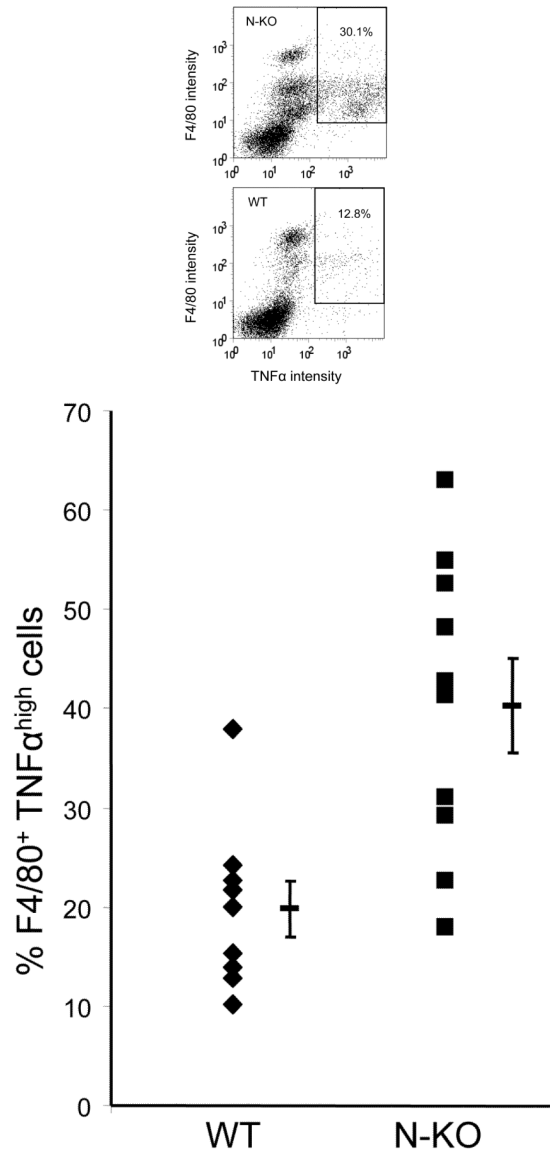 N-KO
30.1%
F4/80 intensity
10³
10²
10¹
10⁰
10⁰ 10¹ 10² 10³
WT
12.8%
F4/80 intensity
10³
10²
10¹
10⁰
10⁰ 10¹ 10² 10³
TNFα intensity
% F4/80⁺ TNFα^high cells
70
60
50
40
30
20
10
0
WT N-KO